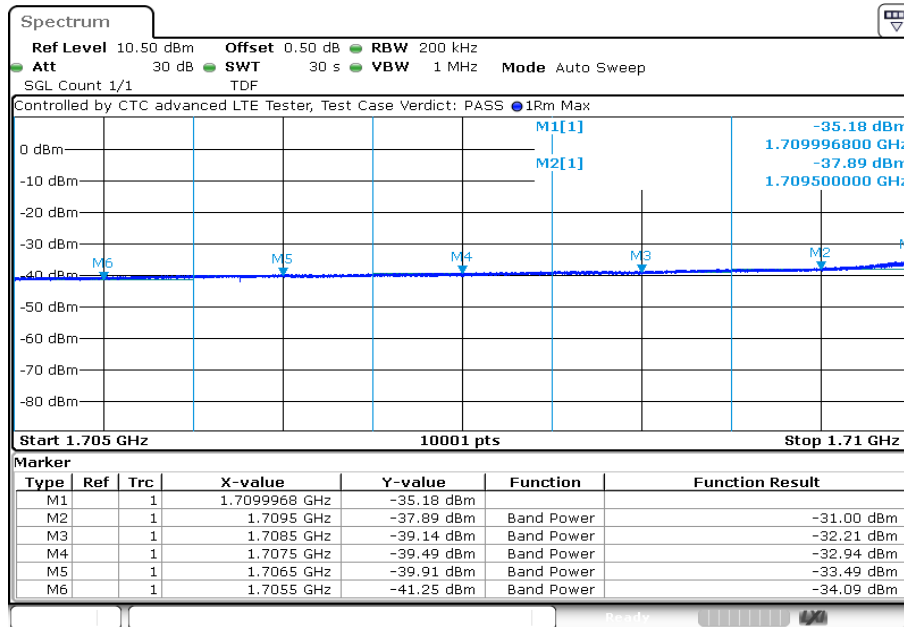 Spectrum
Ref Level 10.50 dBm Offset 0.50 dB RBW 200 kHz
Att 30 dB SWT 30 s VBW 1 MHz Mode Auto Sweep
SGL Count 1/1 TDF
Controlled by CTC advanced LTE Tester, Test Case Verdict: PASS 1Rm Max
M1[1] -35.18 dBm
0 dBm 1.709996800 GHz
M2[1] -37.89 dBm
-10 dBm 1.709500000 GHz
-20 dBm
-30 dBm
M6 M5 M4 M3 M2
-40 dBm
-50 dBm
-60 dBm
-70 dBm
-80 dBm
Start 1.705 GHz 10001 pts Stop 1.71 GHz
Marker
Type Ref Trc X-value Y-value Function Function Result
M1 1 1.7099968 GHz -35.18 dBm
M2 1 1.7095 GHz -37.89 dBm Band Power -31.00 dBm
M3 1 1.7085 GHz -39.14 dBm Band Power -32.21 dBm
M4 1 1.7075 GHz -39.49 dBm Band Power -32.94 dBm
M5 1 1.7065 GHz -39.91 dBm Band Power -33.49 dBm
M6 1 1.7055 GHz -41.25 dBm Band Power -34.09 dBm
Ready LXI